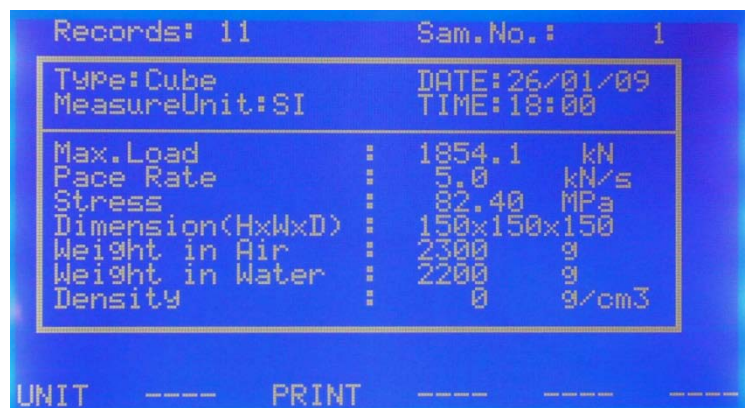 Records: 11 Sam.No.: 1
Type:Cube DATE:26/01/09
MeasureUnit:SI TIME:18:00
Max.Load : 1854.1 kN
Pace Rate : 5.0 kN/s
Stress : 82.40 MPa
Dimension(HxWxD) : 150x150x150
Weight in Air : 2300 g
Weight in Water : 2200 g
Density : 0 g/cm3
UNIT ---- PRINT ---- ---- ----